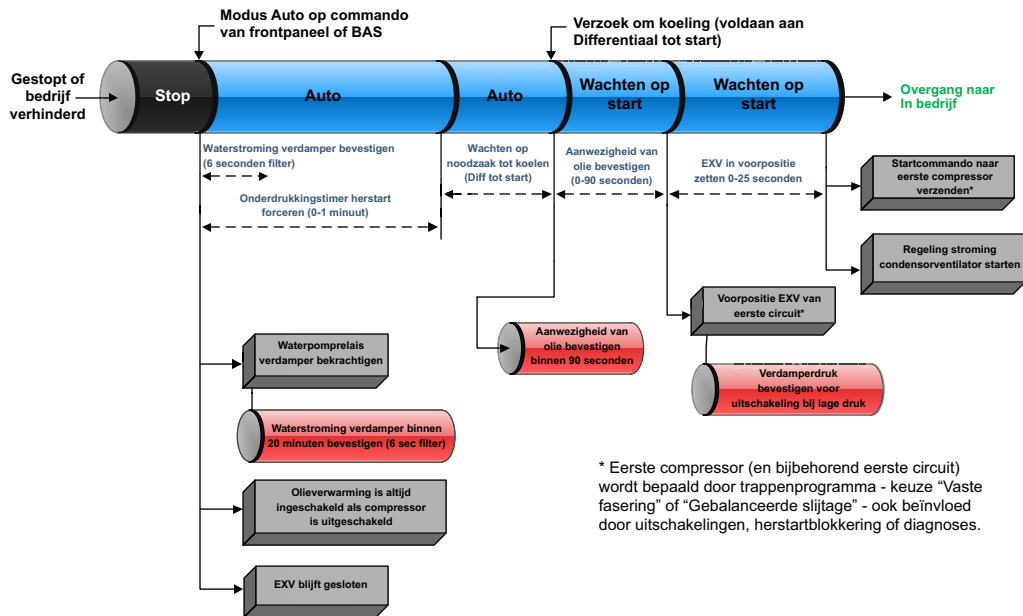 Modus Auto op commando
van frontpaneel of BAS
Verzoek om koeling (voldaan aan
Differentiaal tot start)
Gestopt of
bedrijf
verhinderd
Stop
Auto
Auto
Wachten op
start
Wachten op
start
Overgang naar
In bedrijf
Waterstroming verdamper bevestigen
(6 seconden filter)
Onderdrukkingstimer herstart
forceren (0-1 minuut)
Wachten op
noodzaak tot koelen
(Diff tot start)
Aanwezigheid van
olie bevestigen
(0-90 seconden)
EXV in voorpositie
zetten 0-25 seconden
Startcommando naar
eerste compressor
verzenden*
Regeling stroming
condensorventilator starten
Voorpositie EXV van
eerste circuit*
Waterpomprelais
verdamper bekrachtigen
Aanwezigheid van
olie bevestigen
binnen 90 seconden
Verdamperdruk
bevestigen voor
uitschakeling bij lage druk
Waterstroming verdamper binnen
20 minuten bevestigen (6 sec filter)
Olieverwarming is altijd
ingeschakeld als compressor
is uitgeschakeld
EXV blijft gesloten
* Eerste compressor (en bijbehorend eerste circuit)
wordt bepaald door trappenprogramma - keuze “Vaste
fasering” of “Gebalanceerde slijtage” - ook beïnvloed
door uitschakelingen, herstartblokkering of diagnoses.